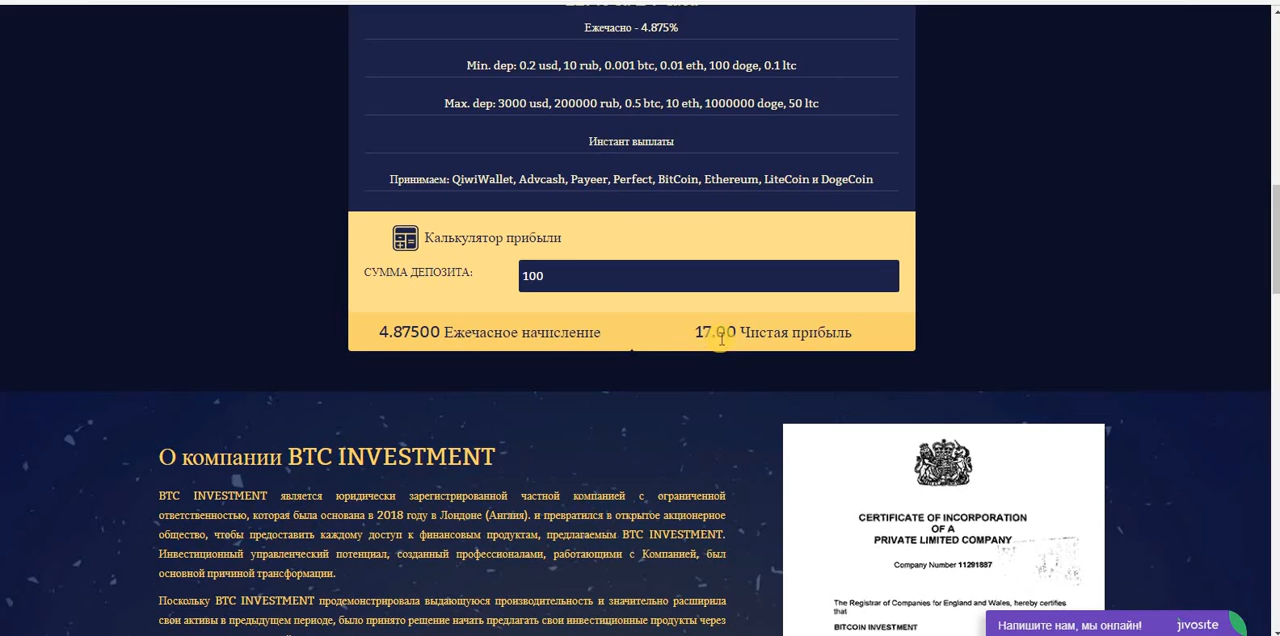 Ежечасно - 4.875%
Min. dep: 0.2 usd, 10 rub, 0.001 btc, 0.01 eth, 100 doge, 0.1 ltc
Max. dep: 3000 usd, 200000 rub, 0.5 btc, 10 eth, 1000000 doge, 50 ltc
Инстант выплаты
Принимаем: QiwiWallet, Advcash, Payeer, Perfect, BitCoin, Ethereum, LiteCoin и DogeCoin
Калькулятор прибыли
СУММА ДЕПОЗИТА:
100
4.87500 Ежечасное начисление
17.00 Чистая прибыль
О компании BTC INVESTMENT
BTC INVESTMENT является юридически зарегистрированной частной компанией с ограниченной
ответственностью, которая была основана в 2018 году в Лондоне (Англия). и превратился в открытое акционерное
общество, чтобы предоставить каждому доступ к финансовым продуктам, предлагаемым BTC INVESTMENT.
Инвестиционный управленческий потенциал, созданный профессионалами, работающими с Компанией, был
основной причиной трансформации.
Поскольку BTC INVESTMENT продемонстрировала выдающуюся производительность и значительно расширила
свои активы в предыдущем периоде, было принято решение начать предлагать свои инвестиционные продукты через
CERTIFICATE OF INCORPORATION
OF A
PRIVATE LIMITED COMPANY
Company Number 11291887
The Registrar of Companies for England and Wales, hereby certifies
that
BITCOIN INVESTMENT
Напишите нам, мы онлайн!
jivosite